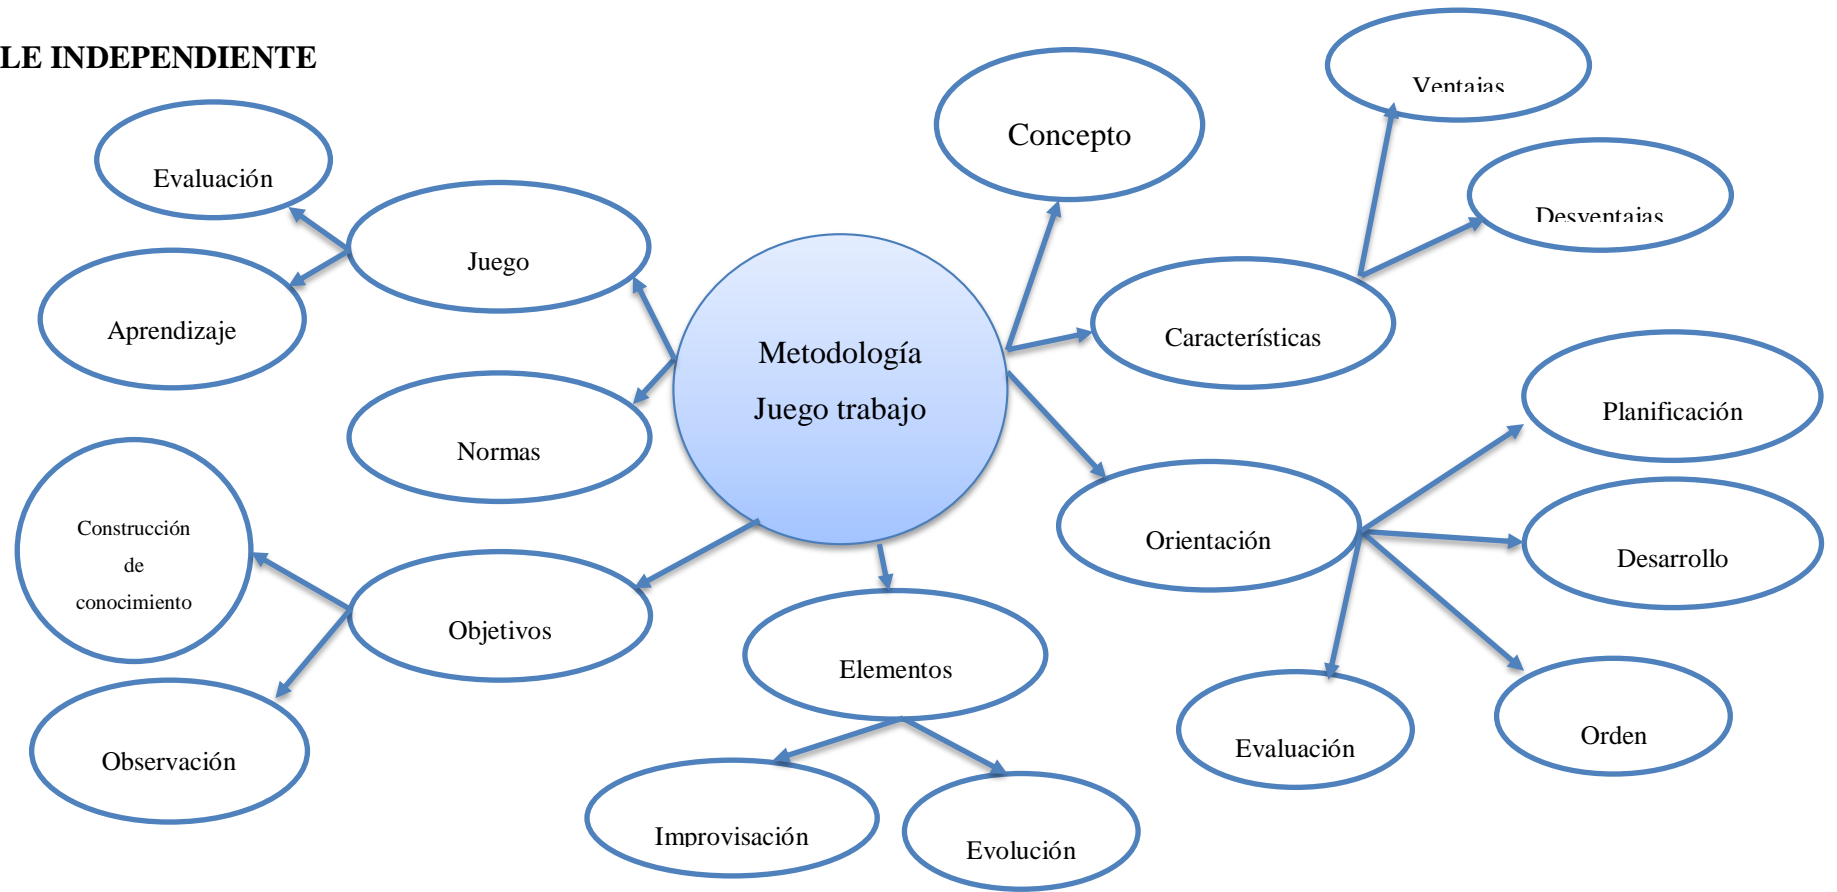 LE INDEPENDIENTE
Ventajas
Concepto
Evaluación
Desventajas
Juego
Aprendizaje
Característicasa
Metodología
Juego trabajo
Planificación
Normas
Construcción
de
conocimiento
Orientación
Desarrollo
Objetivos
Elementos
Observación
Evaluación
Orden
Improvisación
Evolución